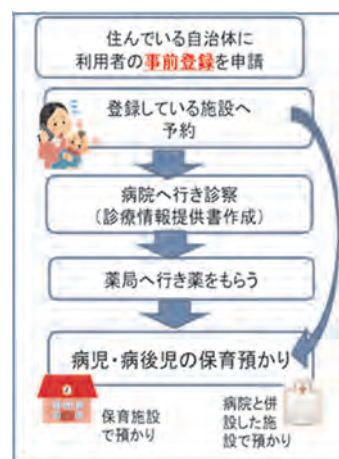 住んでいる自治体に
利用者の事前登録を申請
登録している施設へ
予約
病院へ行き診察
（診療情報提供書作成）
薬局へ行き薬をもらう
病児・病後児の保育預かり
保育施設
で預かり
病院と併
設した施
設で預かり